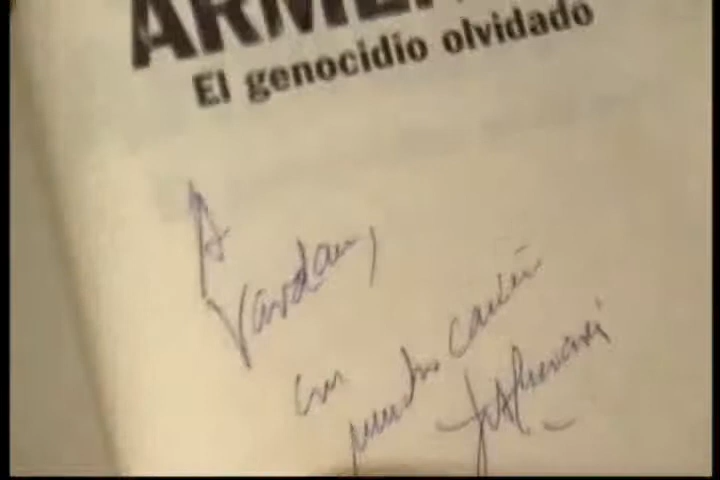 ARME
El genocidio olvidado
A
Vardan,
con
mucho cariño